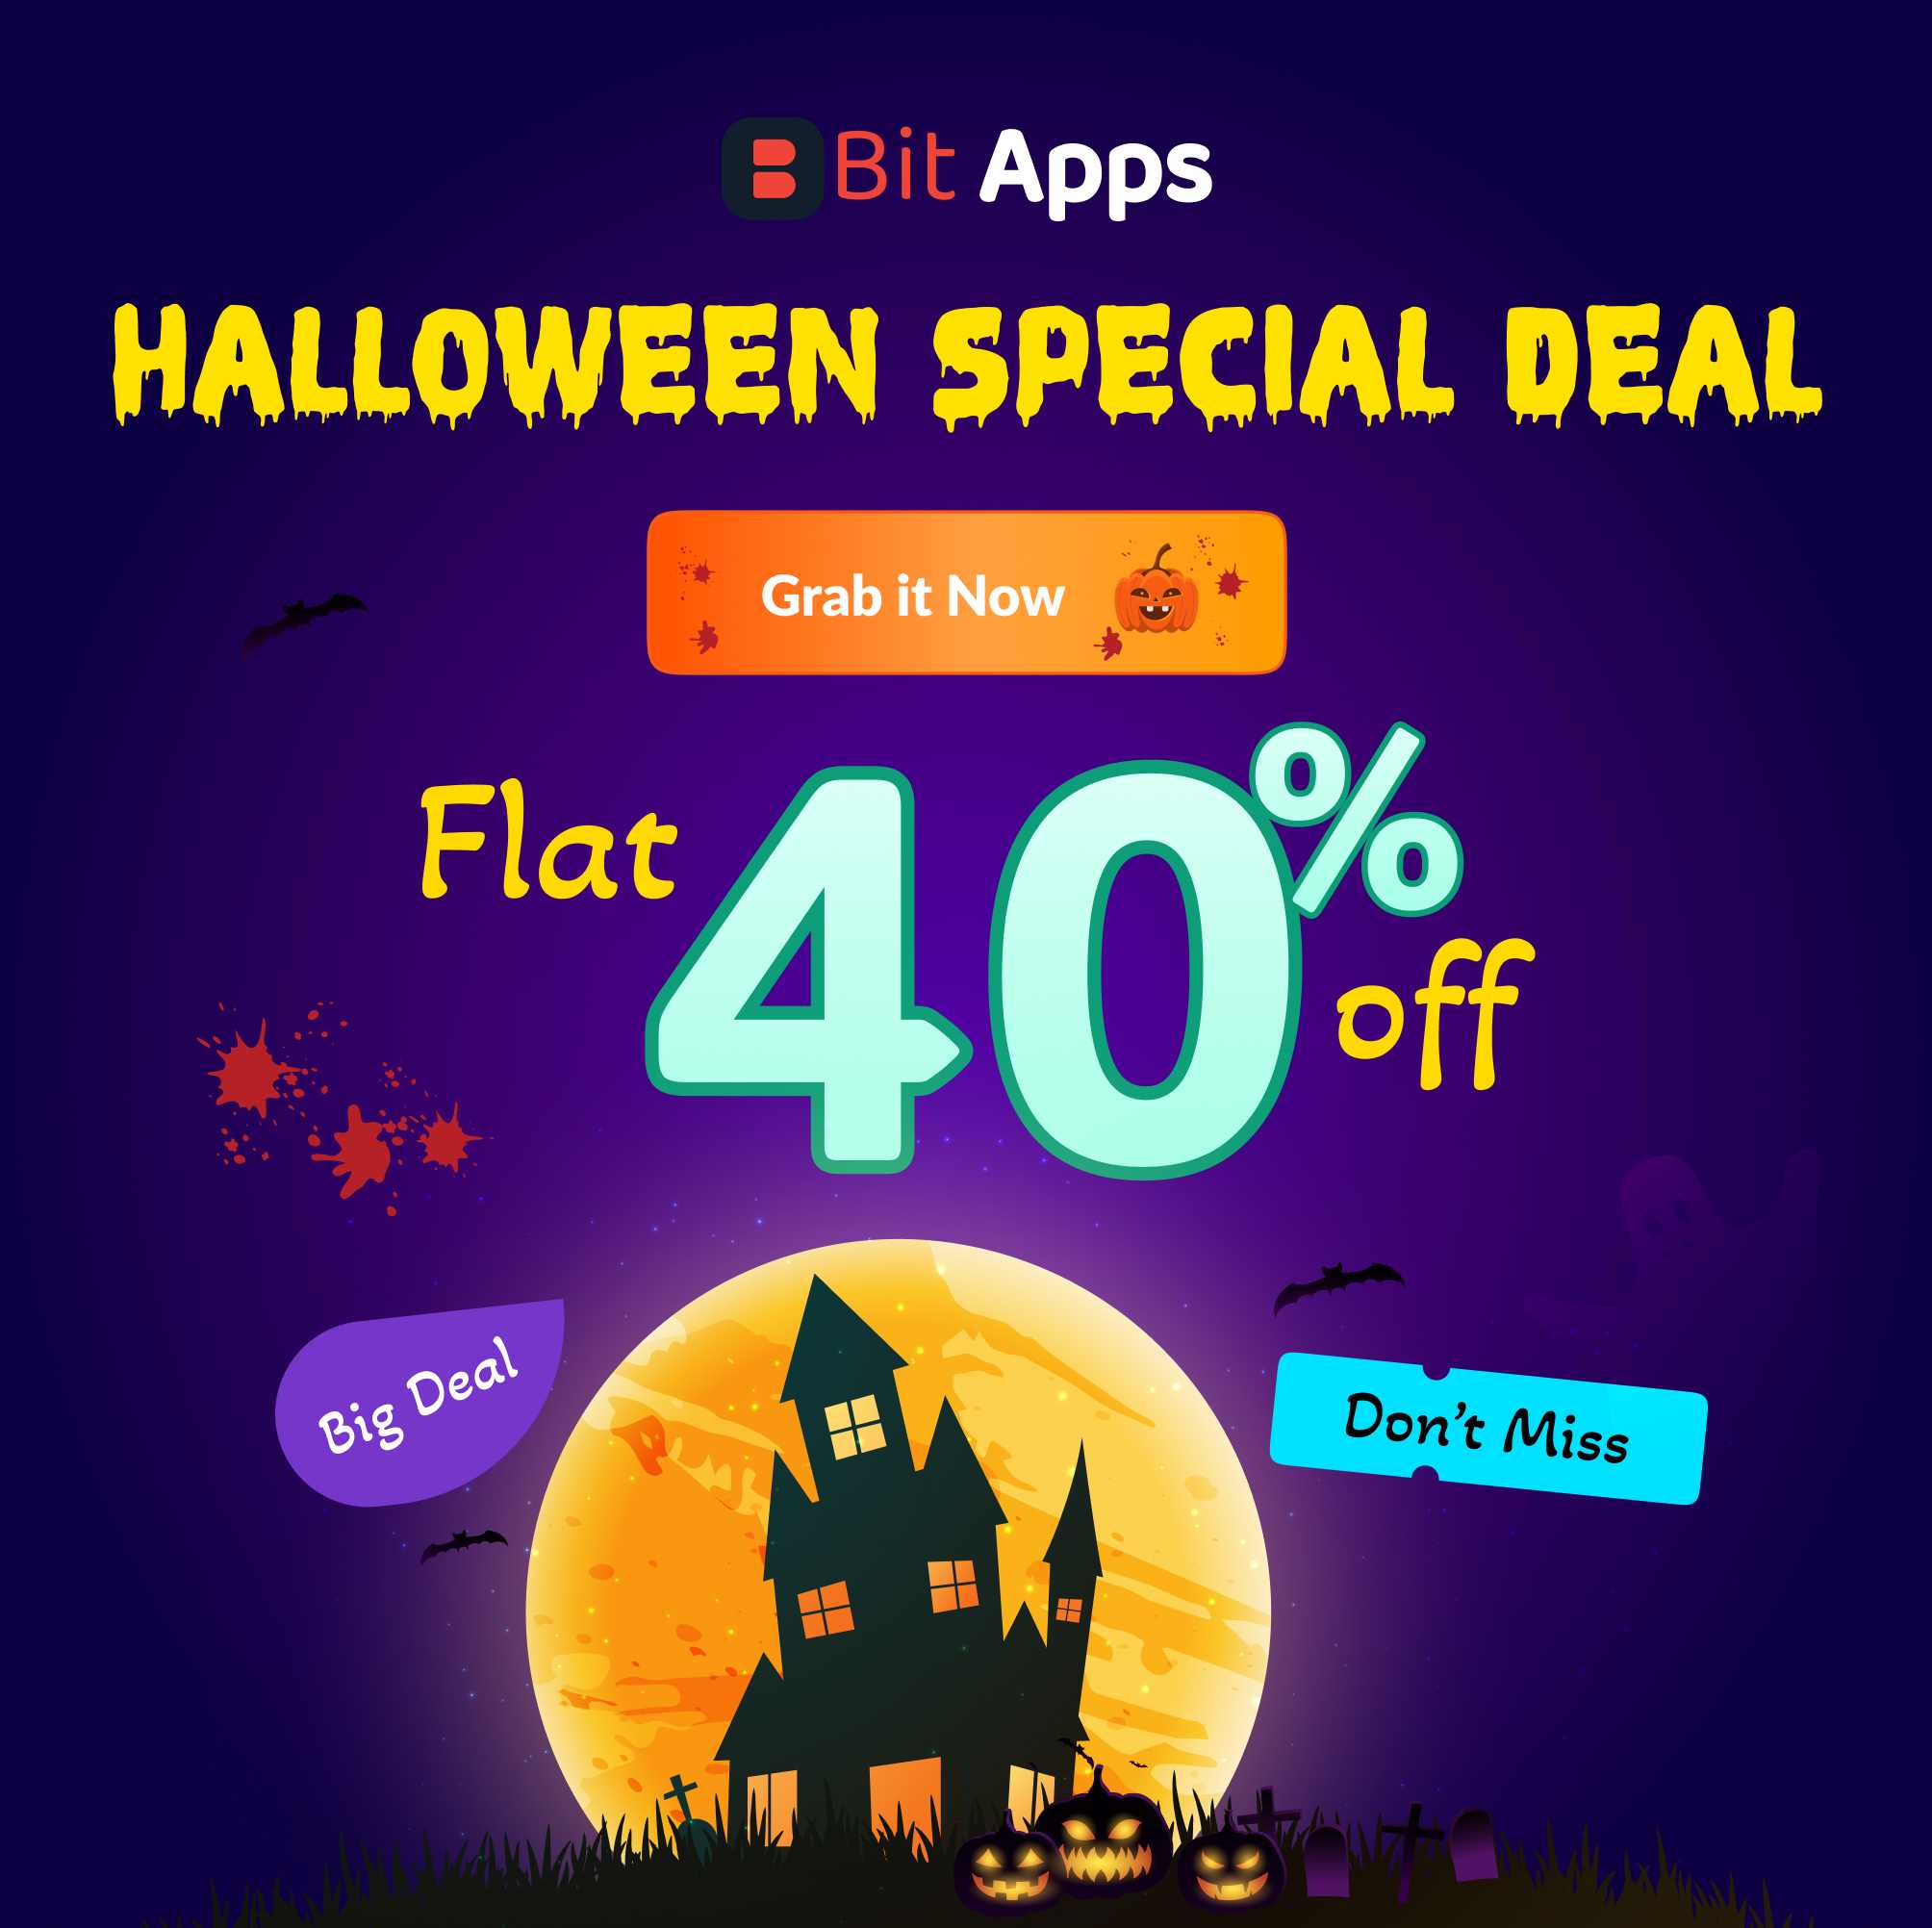 Bit Apps
HALLOWEEN SPECIAL DEAL
Grab it Now
Flat 40% off
Big Deal
Don't Miss